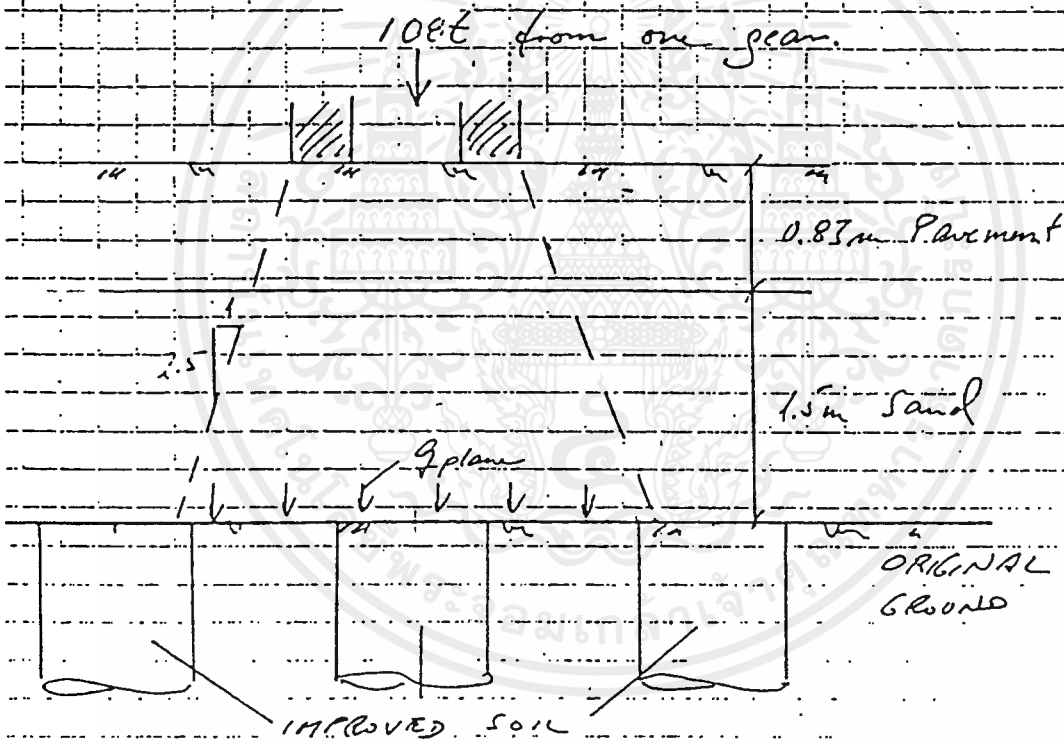 108t from one gear.
0.83m Pavement
1
2.5
1.5m Sand
q plane
ORIGINAL
GROUND
IMPROVED SOIL